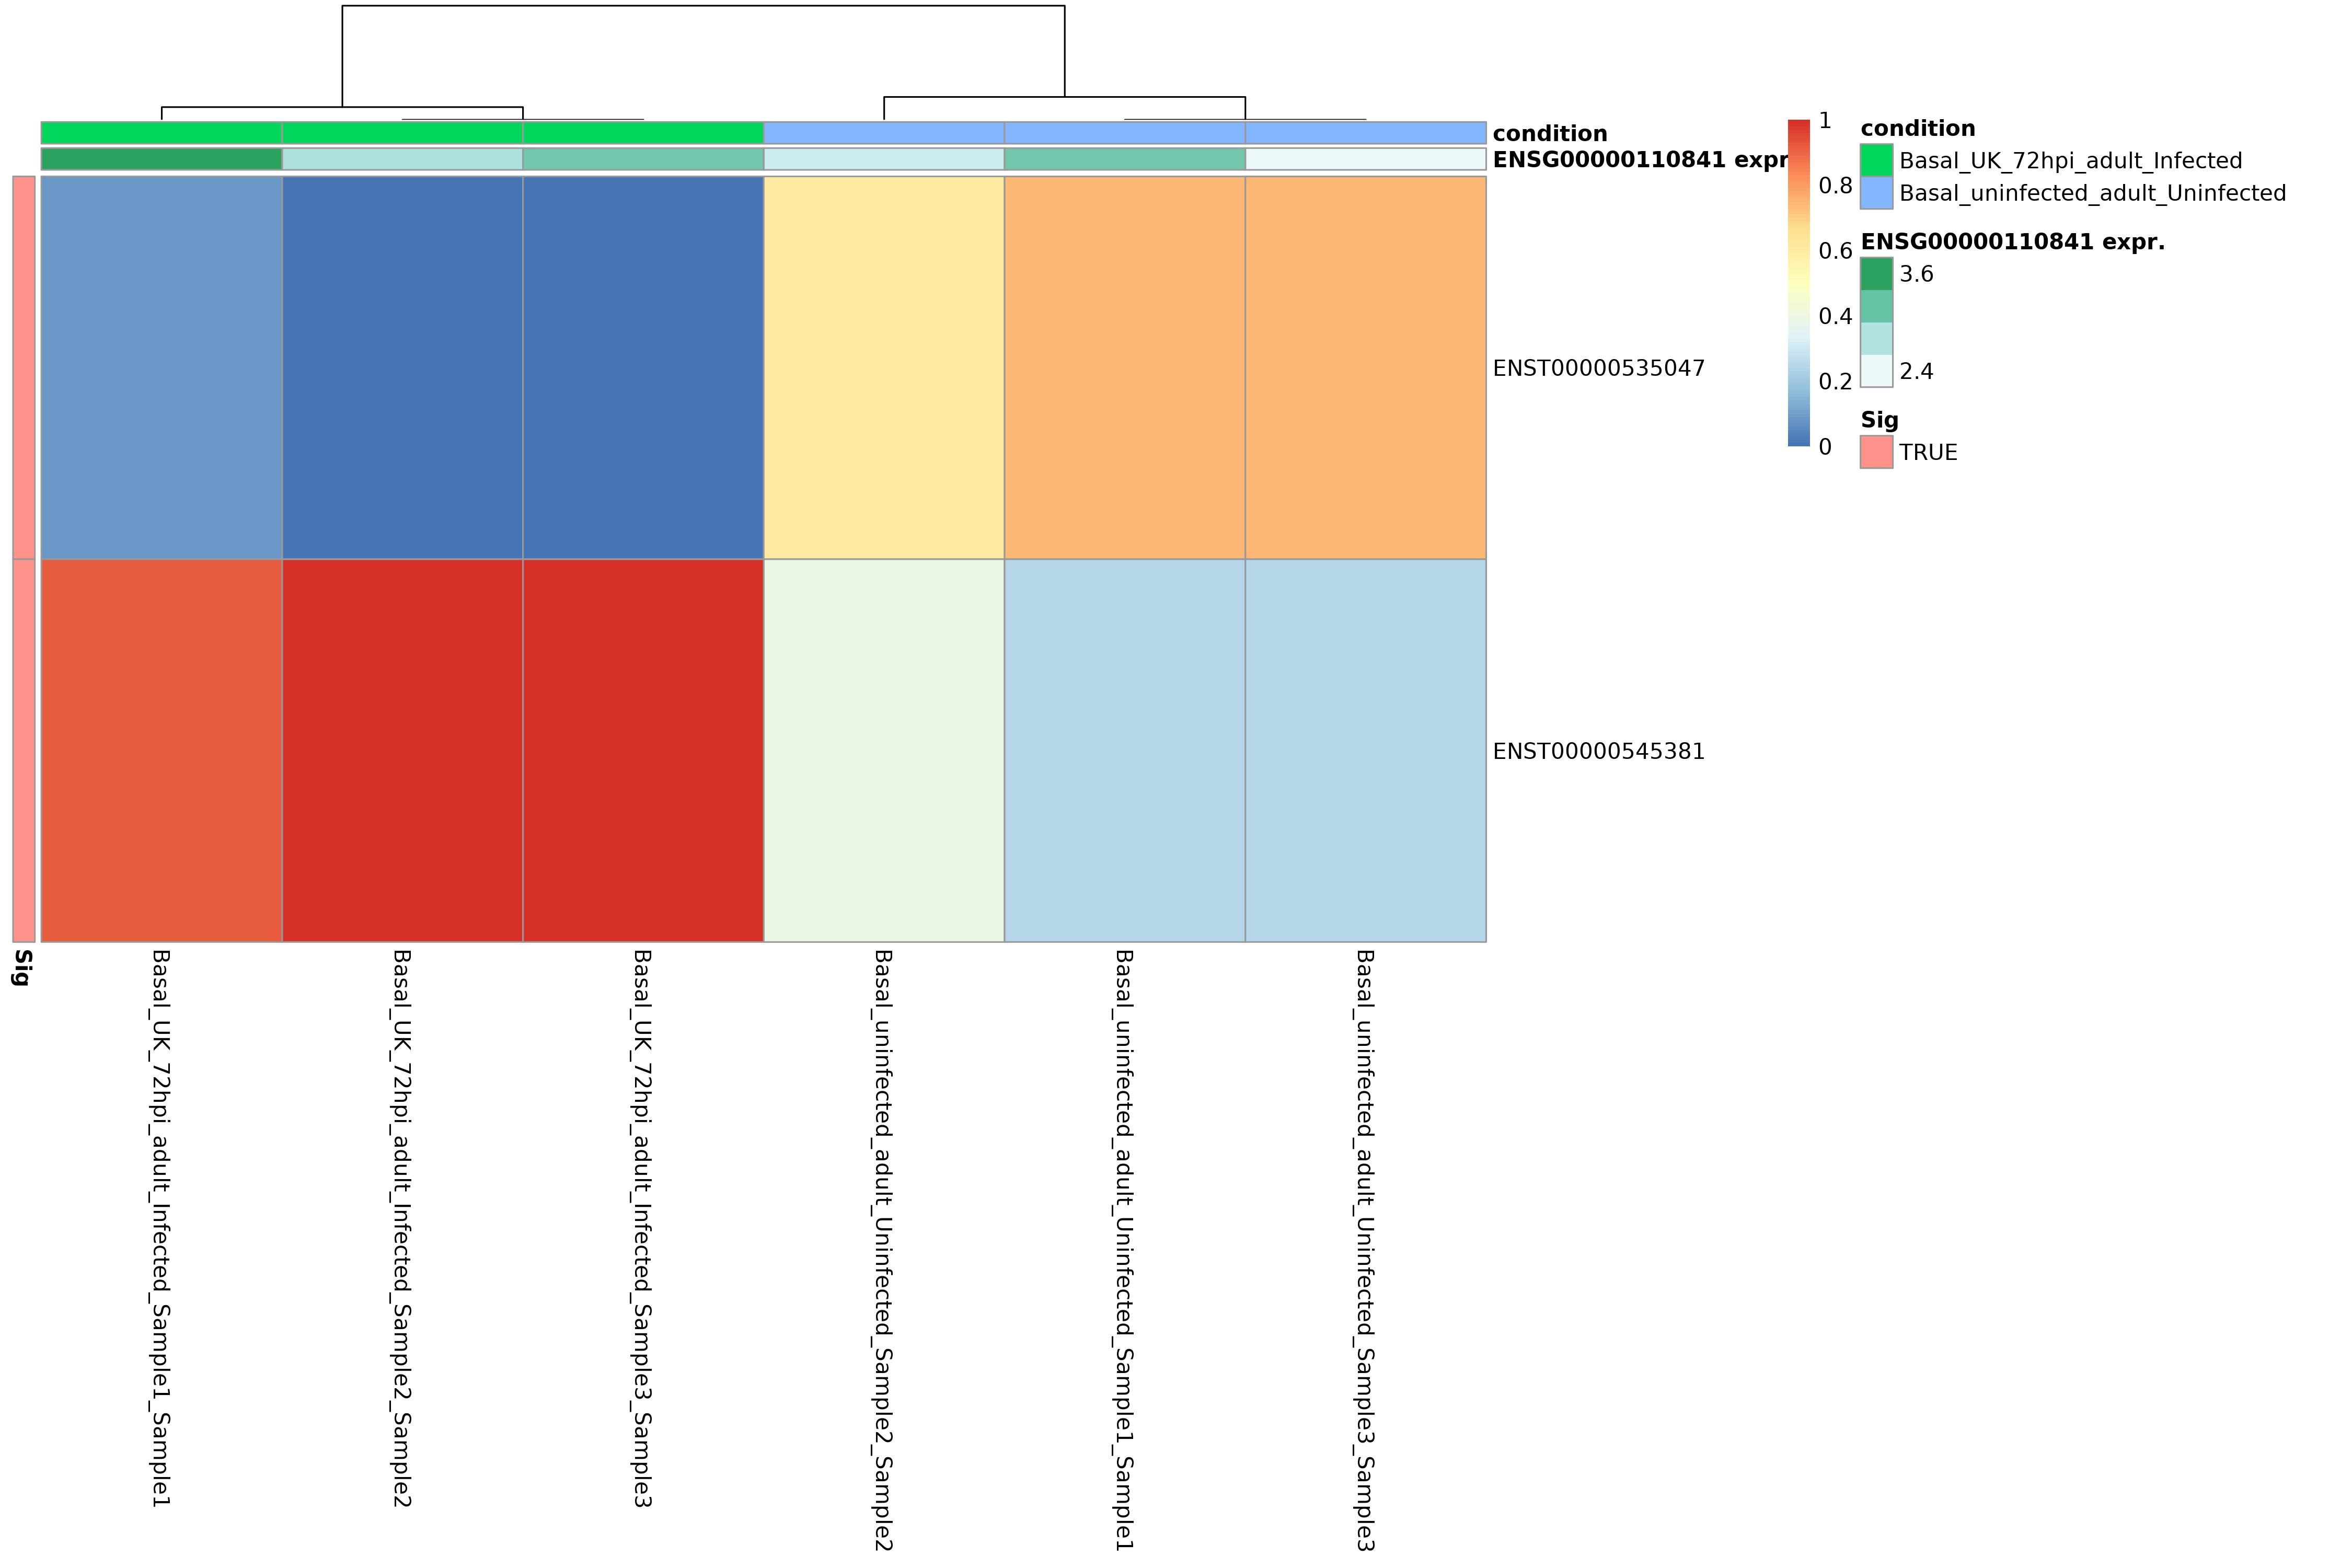 condition
ENSG00000110841 expr.
ENST00000535047
ENST00000545381
1
0.8
0.6
0.4
0.2
0
condition
Basal_UK_72hpi_adult_Infected
Basal_uninfected_adult_Uninfected
ENSG00000110841 expr.
3.6
2.4
Sig
TRUE
Sig
Basal_UK_72hpi_adult_Infected_Sample1_Sample1
Basal_UK_72hpi_adult_Infected_Sample2_Sample2
Basal_UK_72hpi_adult_Infected_Sample3_Sample3
Basal_uninfected_adult_Uninfected_Sample2_Sample2
Basal_uninfected_adult_Uninfected_Sample1_Sample1
Basal_uninfected_adult_Uninfected_Sample3_Sample3